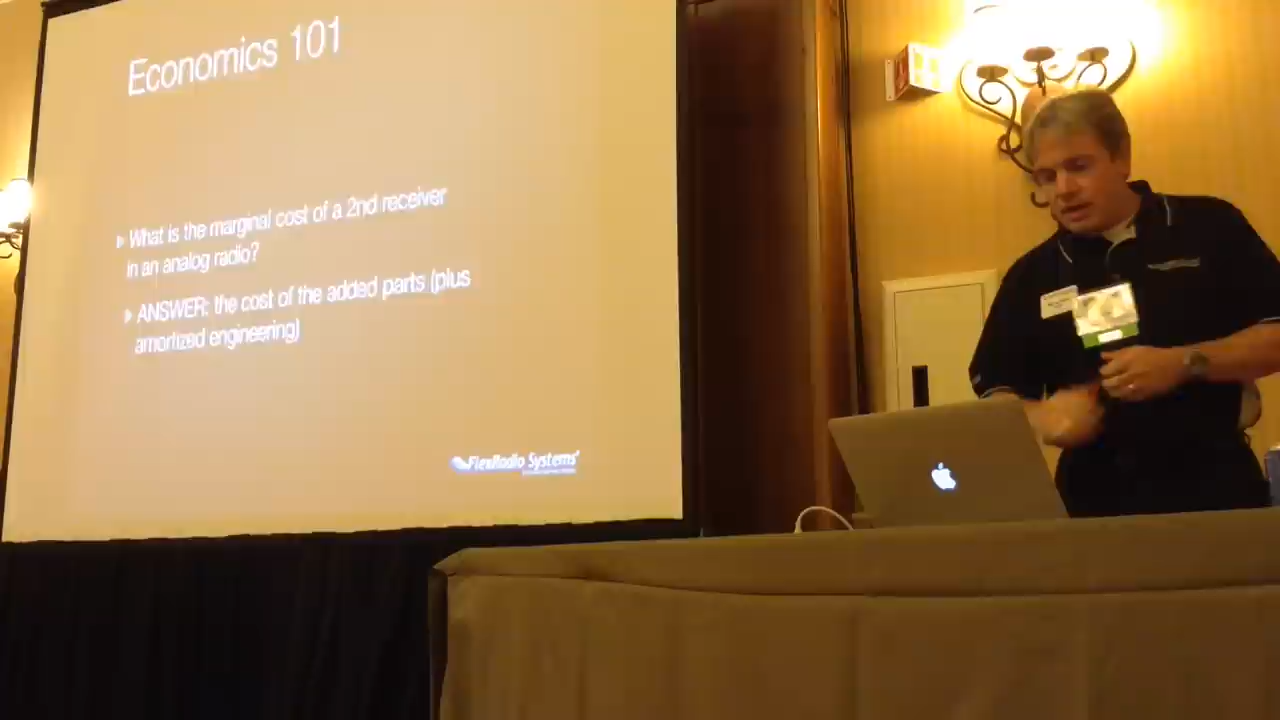 Economics 101
What is the marginal cost of a 2nd receiver
in an analog radio?
ANSWER: the cost of the added parts (plus
amortized engineering)
FlexRadio Systems®